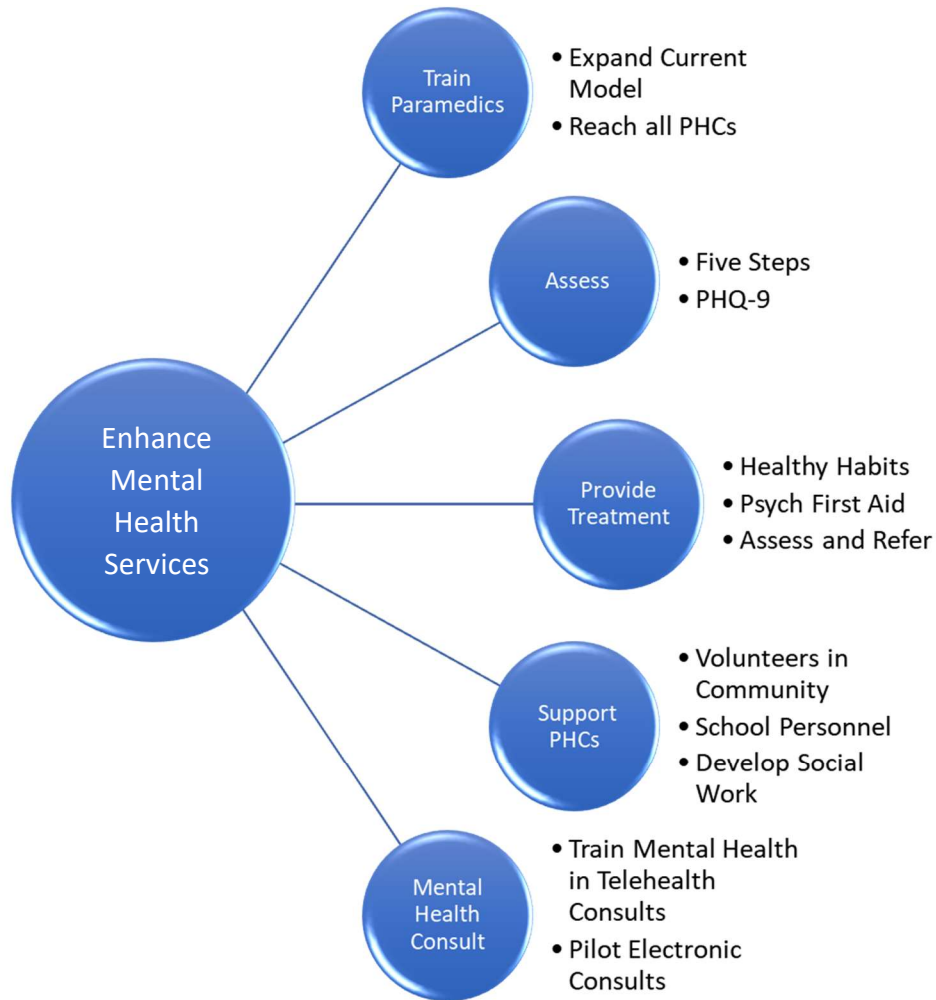 Train
Paramedics
• Expand Current
Model
• Reach all PHCs
Assess
• Five Steps
• PHQ-9
Enhance
Mental
Health
Services
Provide
Treatment
• Healthy Habits
• Psych First Aid
• Assess and Refer
Support
PHCs
• Volunteers in
Community
• School Personnel
• Develop Social
Work
Mental
Health
Consult
• Train Mental Health
in Telehealth
Consults
• Pilot Electronic
Consults